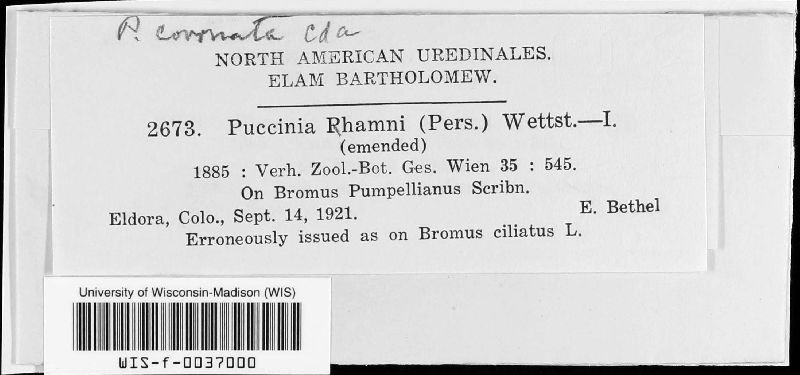 P. coronata Cda
NORTH AMERICAN UREDINALES.
ELAM BARTHOLOMEW.
2673. Puccinia Rhamni (Pers.) Wettst.—I.
(emended)
1885 : Verh. Zool.-Bot. Ges. Wien 35 : 545.
On Bromus Pumpellianus Scribn.
Eldora, Colo., Sept. 14, 1921. E. Bethel
Erroneously issued as on Bromus ciliatus L.
University of Wisconsin-Madison (WIS)
WIS-f-0037000